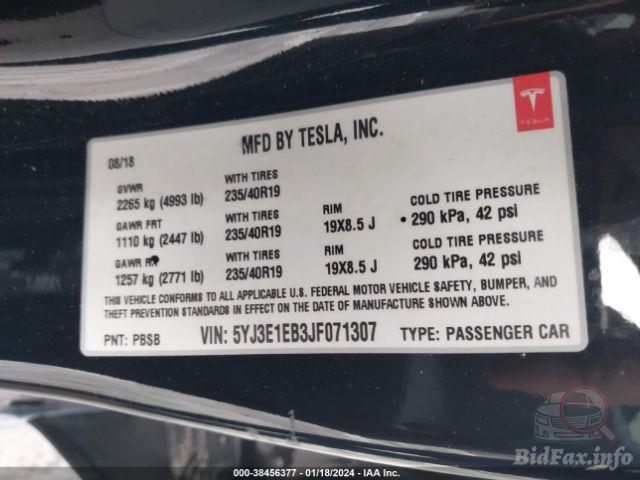 MFD BY TESLA, INC.
TESLA
08/18
GVWR WITH TIRES
2265 kg (4993 lb) 235/40R19
GAWR FRT WITH TIRES RIM COLD TIRE PRESSURE
1110 kg (2447 lb) 235/40R19 19X8.5 J • 290 kPa, 42 psi
GAWR WITH TIRES RIM COLD TIRE PRESSURE
1257 kg (2771 lb) 235/40R19 19X8.5 J 290 kPa, 42 psi
THIS VEHICLE CONFORMS TO ALL APPLICABLE U.S. FEDERAL MOTOR VEHICLE SAFETY, BUMPER, AND
THEFT PREVENTION STANDARDS IN EFFECT ON THE DATE OF MANUFACTURE SHOWN ABOVE.
PNT: PBSB VIN: 5YJ3E1EB3JF071307 TYPE: PASSENGER CAR
BidFax.info
000-38456377 - 01/18/2024 - IAA Inc.